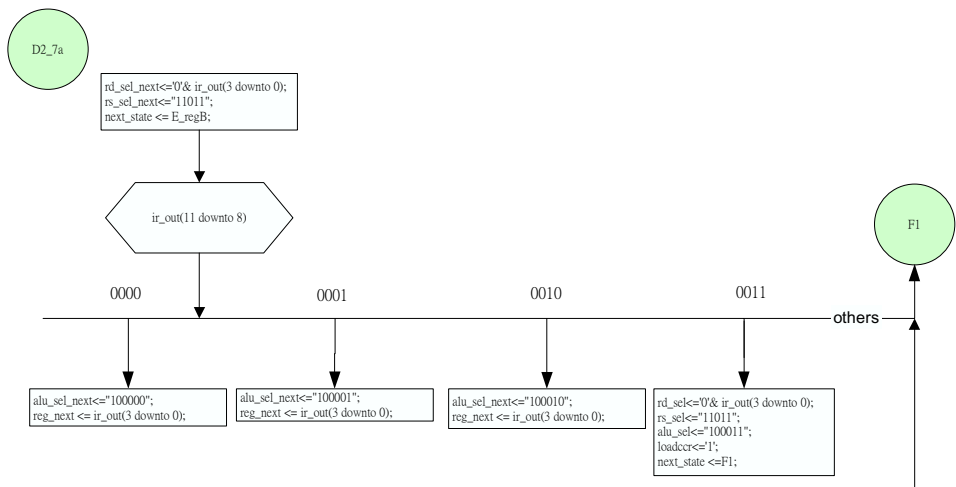 D2_7a
rd_sel_next<='0'& ir_out(3 downto 0);
rs_sel_next<="11011";
next_state <= E_regB;
ir_out(11 downto 8)
F1
0000
0001
0010
0011
others
alu_sel_next<="100000";
reg_next <= ir_out(3 downto 0);
alu_sel_next<="100001";
reg_next <= ir_out(3 downto 0);
alu_sel_next<="100010";
reg_next <= ir_out(3 downto 0);
rd_sel<='0'& ir_out(3 downto 0);
rs_sel<="11011";
alu_sel<="100011";
loadccr<='1';
next_state <=F1;